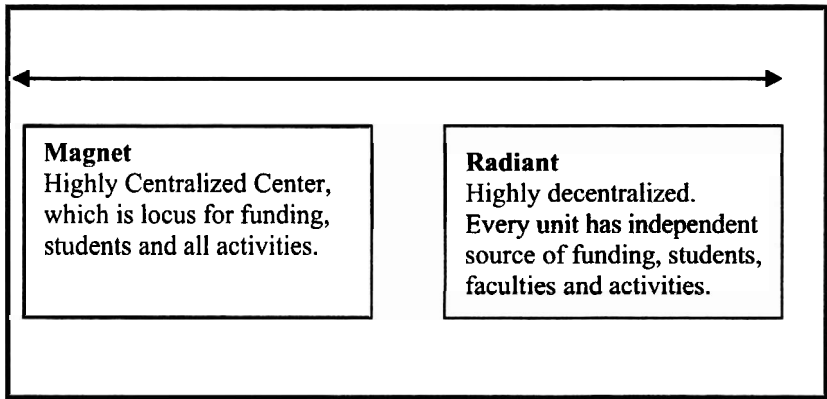 Magnet
Highly Centralized Center,
which is locus for funding,
students and all activities.
Radiant
Highly decentralized.
Every unit has independent
source of funding, students,
faculties and activities.